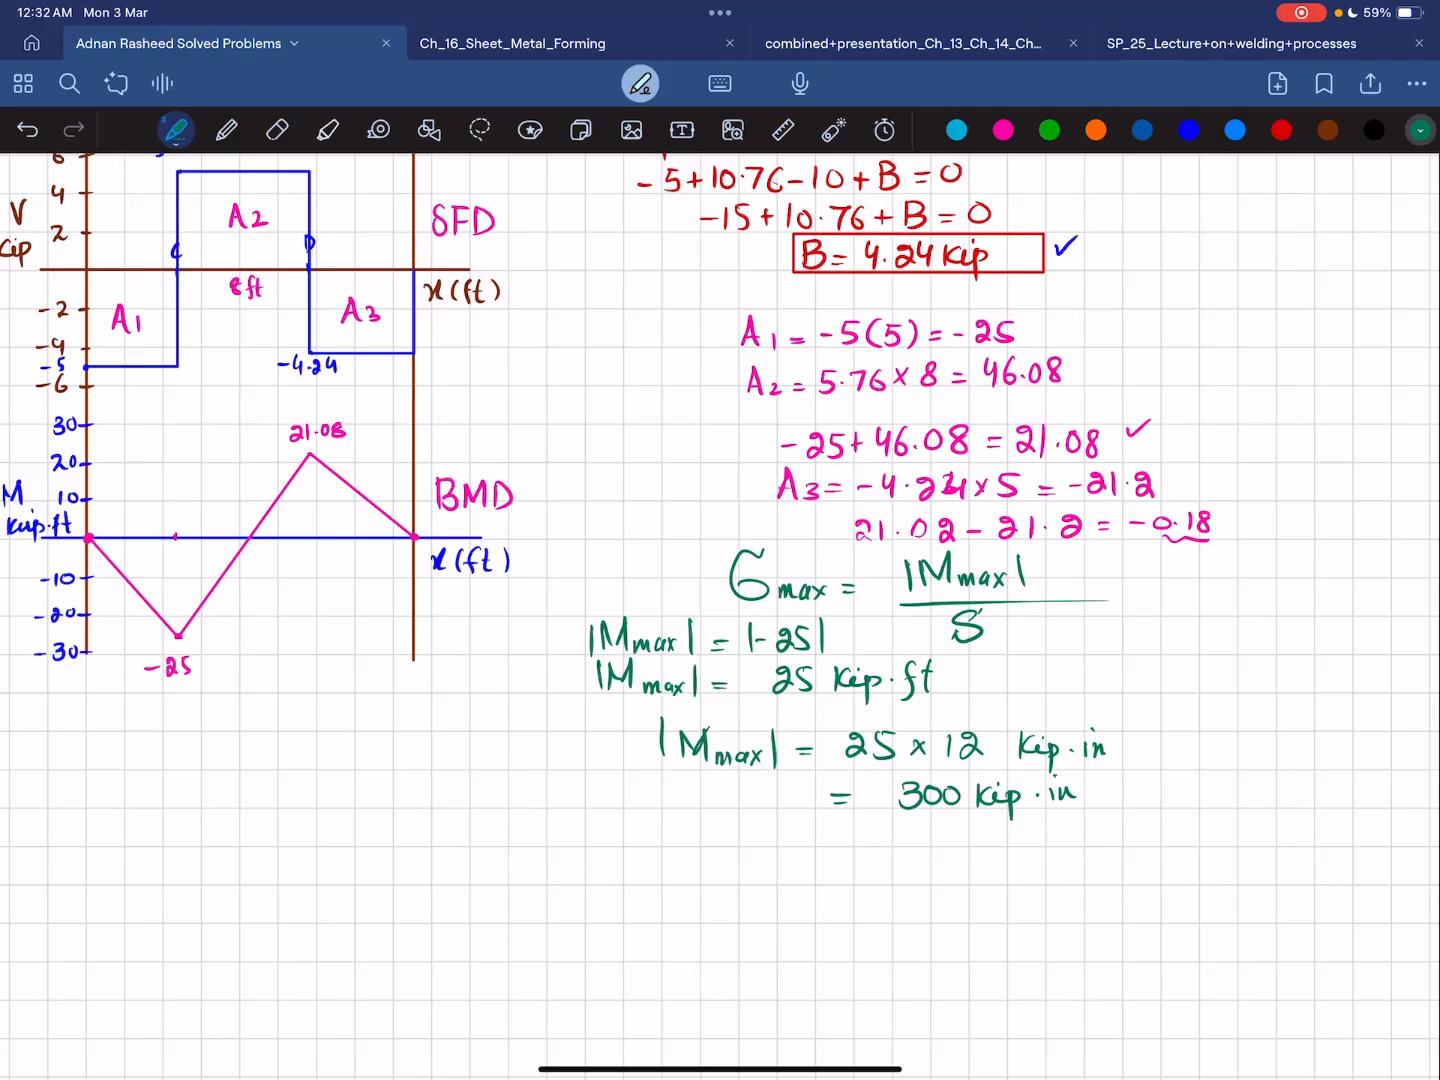 12:32 AM Mon 3 Mar
59%
Adnan Rasheed Solved Problems
Ch_16_Sheet_Metal_Forming
combined+presentation_Ch_13_Ch_14_Ch...
SP_25_Lecture+on+welding+processes
6
4
V
kip
2
-2
-4
-5
-6
C
D
A1
A2
A3
8ft
-4.24
SFD
x(ft)
30
20
10
M
kip.ft
-10
-20
-30
21.08
-25
BMD
x(ft)
-5+10.76-10+B=0
-15+10.76+B=0
B=4.24 kip ✓
A1=-5(5)=-25
A2=5.76×8=46.08
-25+46.08=21.08 ✓
A3=-4.24×5=-21.2
21.02-21.2=-0.18
σmax=|Mmax|/S
|Mmax|=|-25|
|Mmax|=25 kip.ft
|Mmax|=25×12 kip.in
=300 kip.in